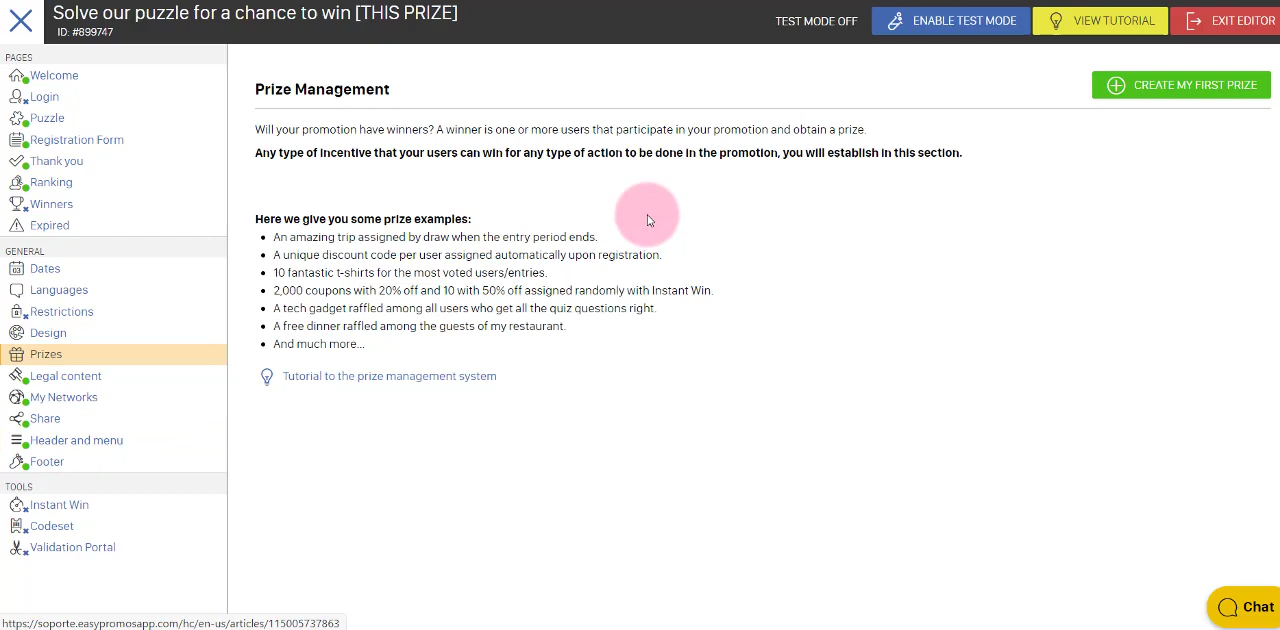 Solve our puzzle for a chance to win [THIS PRIZE]
ID: #899747
TEST MODE OFF
ENABLE TEST MODE
VIEW TUTORIAL
EXIT EDITOR
PAGES
Welcome
Login
Puzzle
Registration Form
Thank you
Ranking
Winners
Expired
GENERAL
03 Dates
Languages
Restrictions
Design
Prizes
Legal content
My Networks
Share
Header and menu
Footer
TOOLS
Instant Win
Codeset
Validation Portal
Prize Management
CREATE MY FIRST PRIZE
Will your promotion have winners? A winner is one or more users that participate in your promotion and obtain a prize.
Any type of incentive that your users can win for any type of action to be done in the promotion, you will establish in this section.
Here we give you some prize examples:
An amazing trip assigned by draw when the entry period ends.
A unique discount code per user assigned automatically upon registration.
10 fantastic t-shirts for the most voted users/entries.
2,000 coupons with 20% off and 10 with 50% off assigned randomly with Instant Win.
A tech gadget raffled among all users who get all the quiz questions right.
A free dinner raffled among the guests of my restaurant.
And much more...
Tutorial to the prize management system
Chat
https://soporte.easypromosapp.com/hc/en-us/articles/115005737863